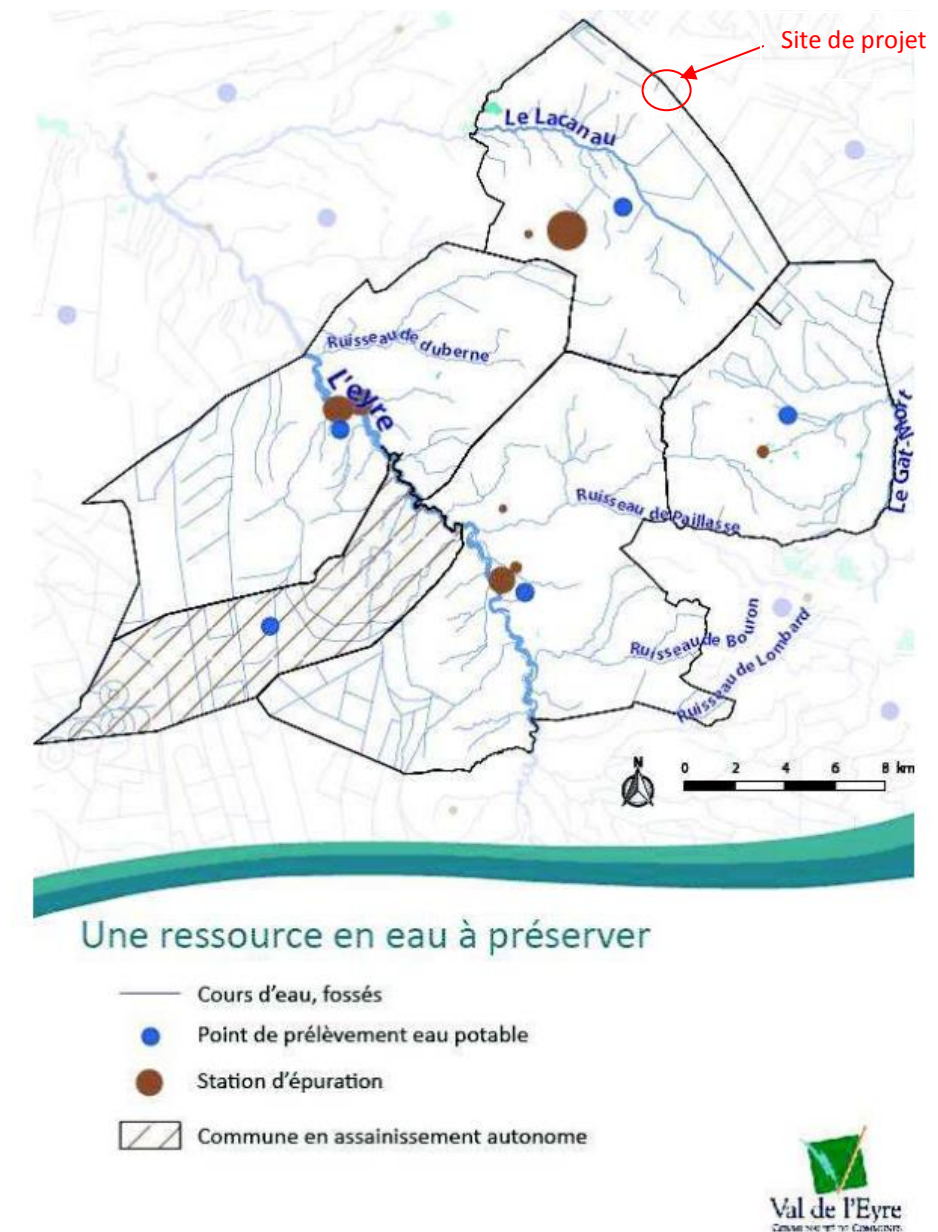 Site de projet
Le Lacanau
Ruisseau de duberne
L'eyre
Le Gat-Mort
Ruisseau de Paillasse
Ruisseau de Bouron
Ruisseau de Lombard
N
0 2 4 6 8 km
Une ressource en eau à préserver
Cours d'eau, fossés
Point de prélèvement eau potable
Station d'épuration
Commune en assainissement autonome
Val de l'Eyre